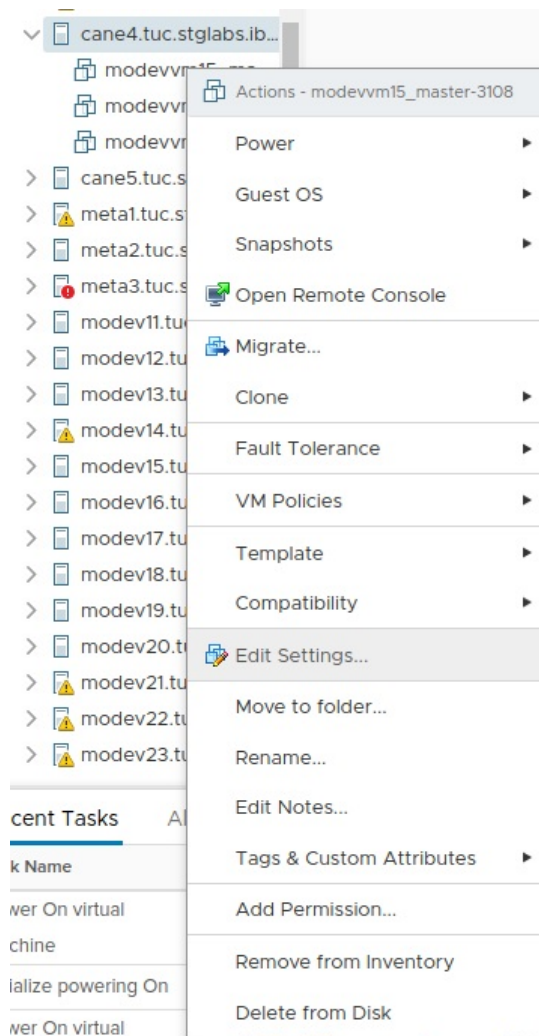 cane4.tuc.stglabs.ib...
modevvm15_
Actions - modevvm15_master-3108
Power
Guest OS
Snapshots
Open Remote Console
Migrate...
Clone
Fault Tolerance
VM Policies
Template
Compatibility
Edit Settings...
Move to folder...
Rename...
Edit Notes...
Tags & Custom Attributes
Add Permission...
Remove from Inventory
Delete from Disk
modevv
modevv
cane5.tuc.s
meta1.tuc.s
meta2.tuc.s
meta3.tuc.s
modev11.tu
modev12.tu
modev13.tu
modev14.tu
modev15.tu
modev16.tu
modev17.tu
modev18.tu
modev19.tu
modev20.t
modev21.tu
modev22.tu
modev23.tu
cent Tasks
k Name
wer On virtual
chine
ialize powering On
wer On virtual